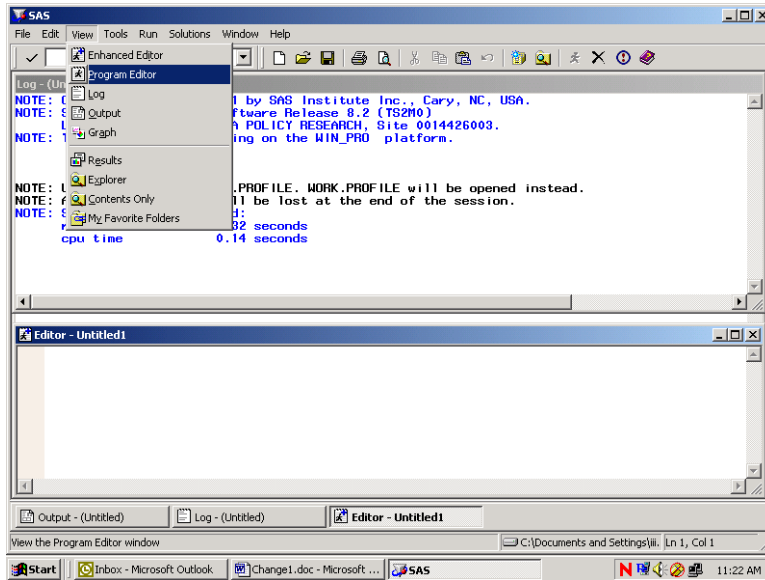 SAS
File Edit View Tools Run Solutions Window Help
Enhanced Editor
Program Editor
Log
Output
Graph
Results
Explorer
Contents Only
My Favorite Folders
Log - (Un
NOTE: C 1 by SAS Institute Inc., Cary, NC, USA.
NOTE: S ftware Release 8.2 (TS2M0)
L A POLICY RESEARCH, Site 0014426003.
NOTE: T ing on the WIN_PRO platform.
NOTE: U .PROFILE. WORK.PROFILE will be opened instead.
NOTE: A ll be lost at the end of the session.
NOTE: S d:
r 32 seconds
cpu time 0.14 seconds
Editor - Untitled1
Output - (Untitled) Log - (Untitled) Editor - Untitled1
View the Program Editor window C:\Documents and Settings\iii. Ln 1, Col 1
Start Inbox - Microsoft Outlook Change1.doc - Microsoft ... SAS N 11:22 AM